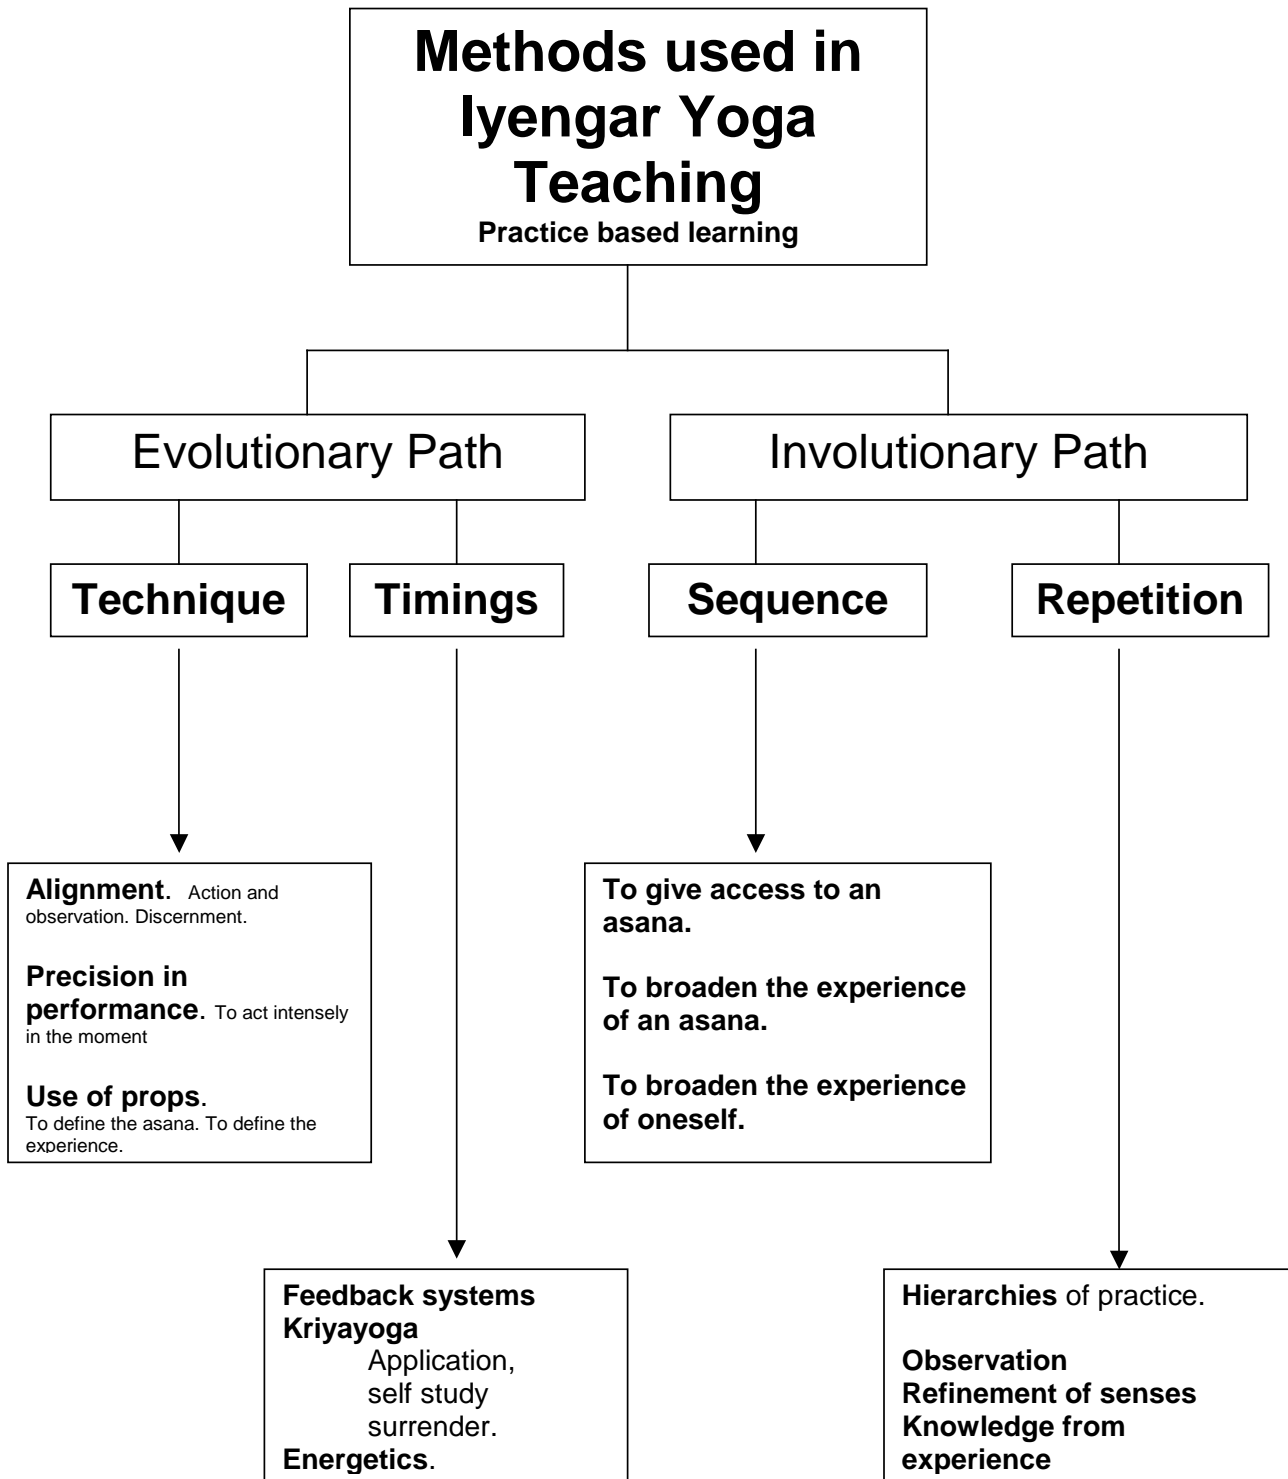 Methods used in
Iyengar Yoga
Teaching
Practice based learning
Evolutionary Path
Involutionary Path
Technique
Timings
Sequence
Repetition
Alignment. Action and
observation. Discernment.
Precision in
performance. To act intensely
in the moment
Use of props.
To define the asana. To define the
experience.
To give access to an
asana.
To broaden the experience
of an asana.
To broaden the experience
of oneself.
Feedback systems
Kriyayoga
Application,
self study
surrender.
Energetics.
Hierarchies of practice.
Observation
Refinement of senses
Knowledge from
experience